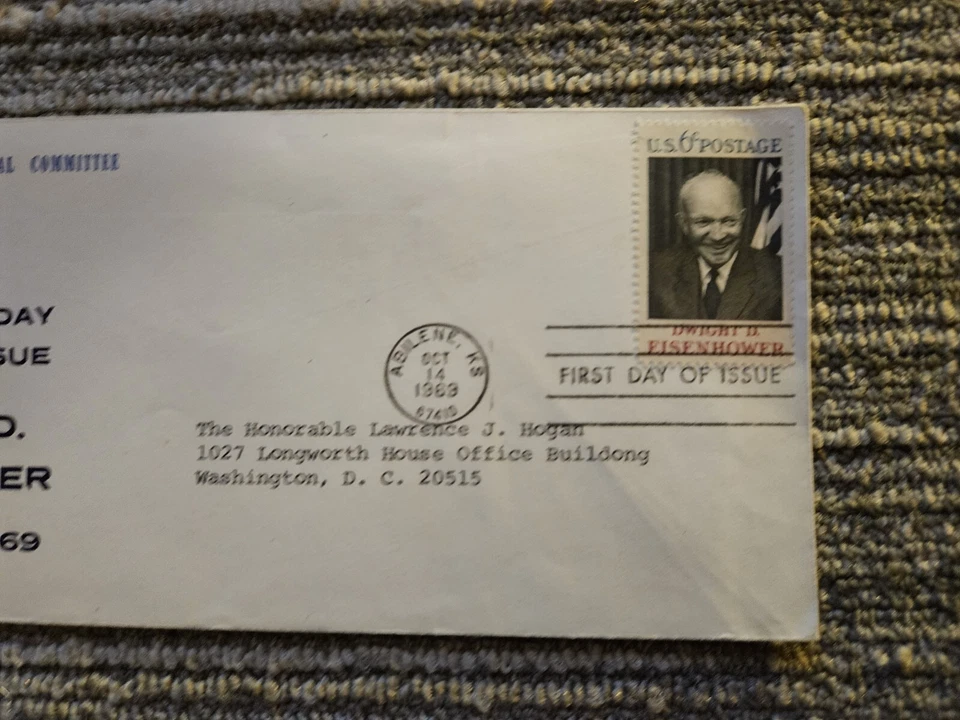 AL COMMITTEE
U.S. 6¢ POSTAGE
DWIGHT D.
EISENHOWER
DAY
SUE
D.
ER
69
ABILENE, KS
OCT
14
1969
67410
FIRST DAY OF ISSUE
The Honorable Lawrence J. Hogan
1027 Longworth House Office Buildong
Washington, D. C. 20515